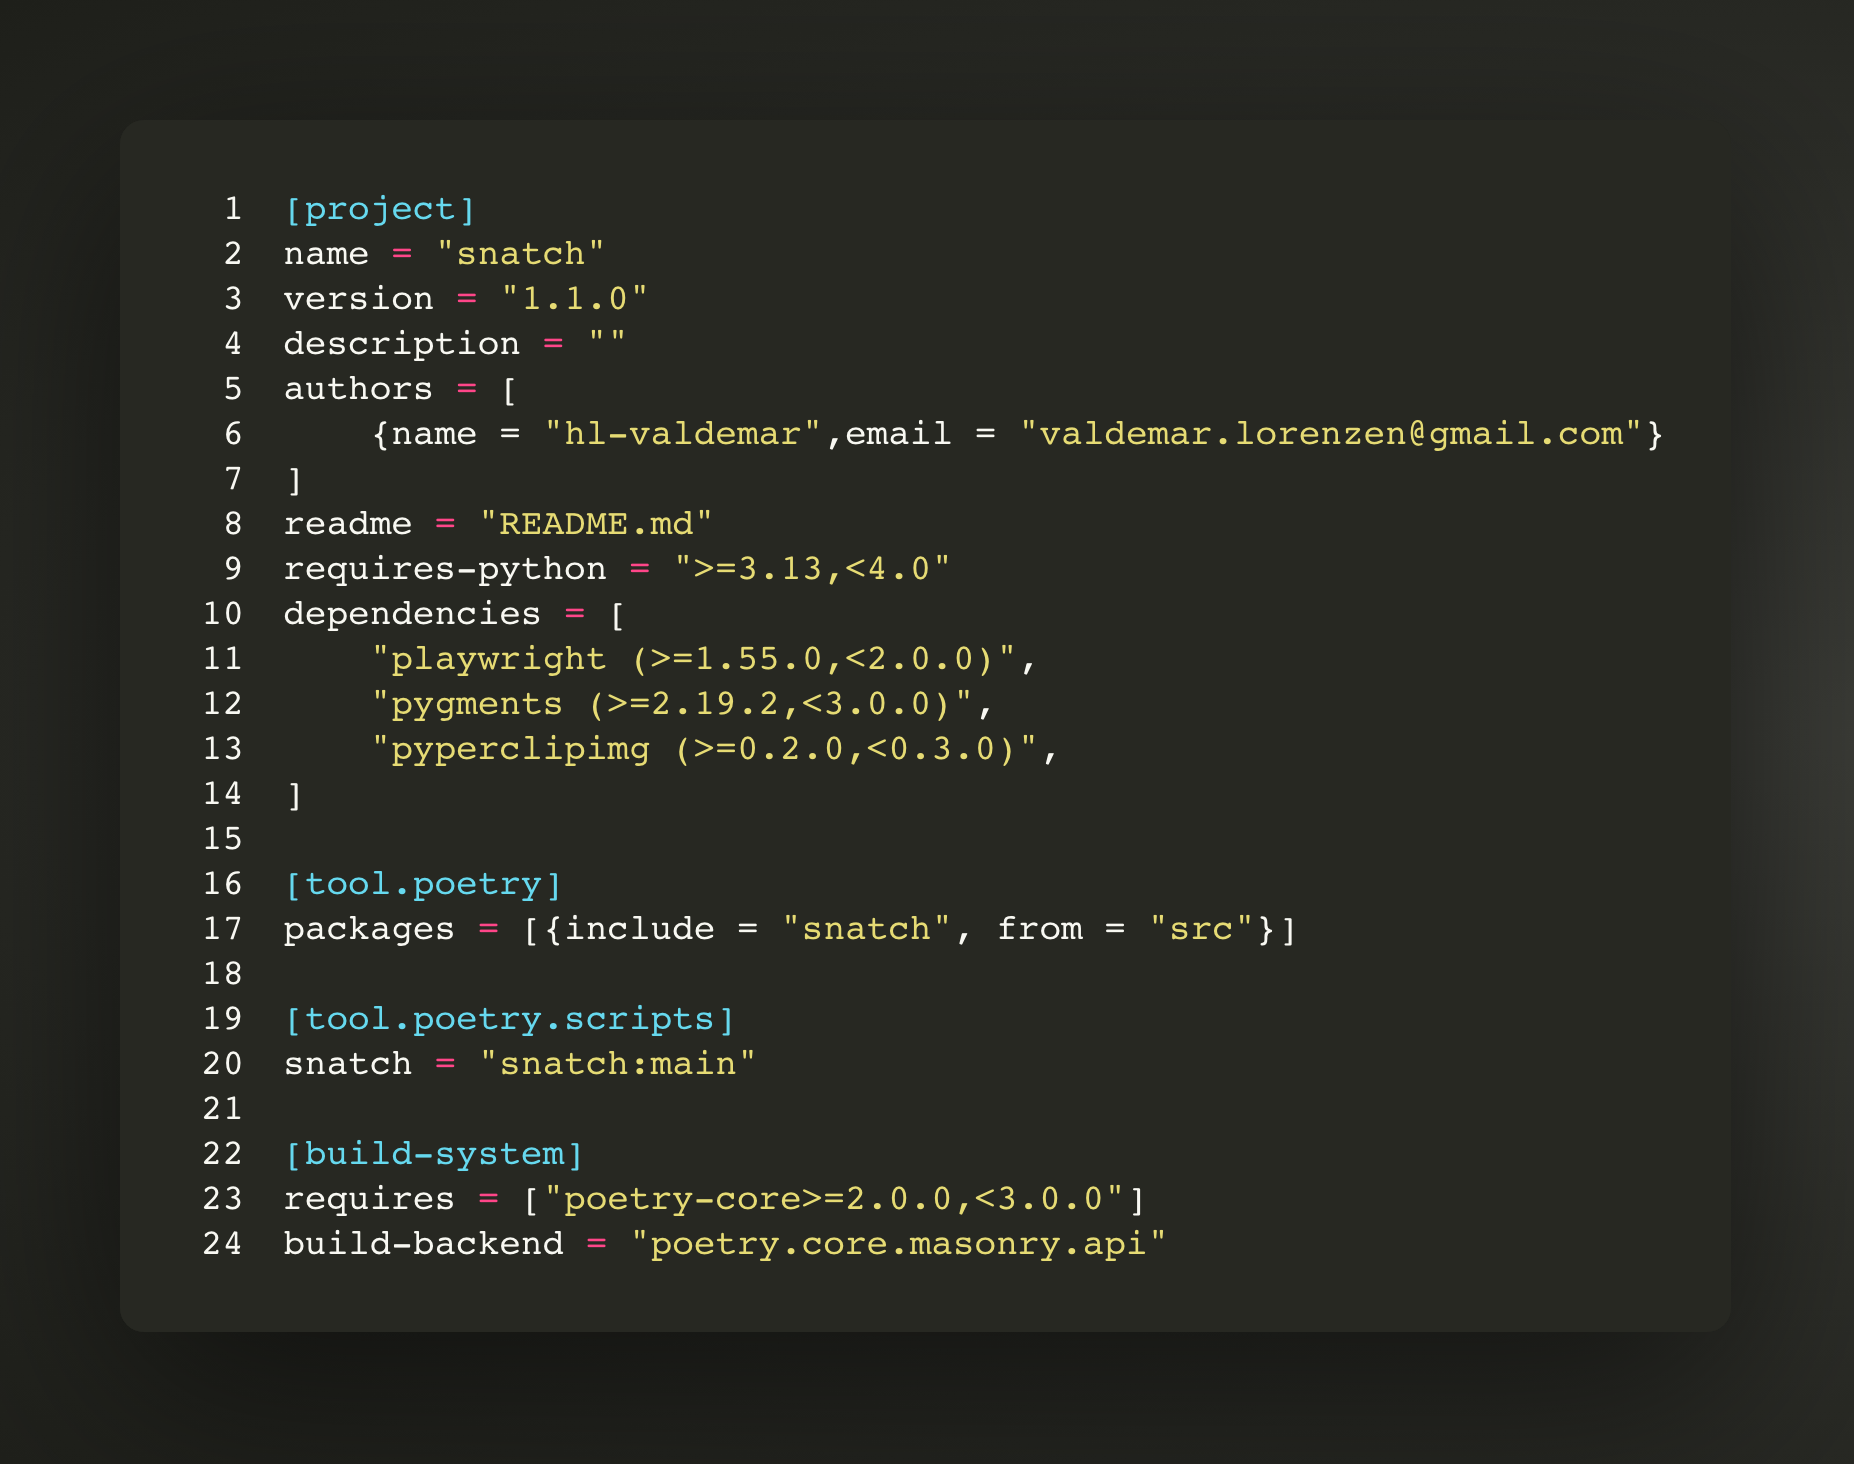 1 [project]
2 name = "snatch"
3 version = "1.1.0"
4 description = ""
5 authors = [
6     {name = "hl-valdemar",email = "valdemar.lorenzen@gmail.com"}
7 ]
8 readme = "README.md"
9 requires-python = ">=3.13,<4.0"
10 dependencies = [
11     "playwright (>=1.55.0,<2.0.0)",
12     "pygments (>=2.19.2,<3.0.0)",
13     "pyperclipimg (>=0.2.0,<0.3.0)",
14 ]
15
16 [tool.poetry]
17 packages = [{include = "snatch", from = "src"}]
18
19 [tool.poetry.scripts]
20 snatch = "snatch:main"
21
22 [build-system]
23 requires = ["poetry-core>=2.0.0,<3.0.0"]
24 build-backend = "poetry.core.masonry.api"